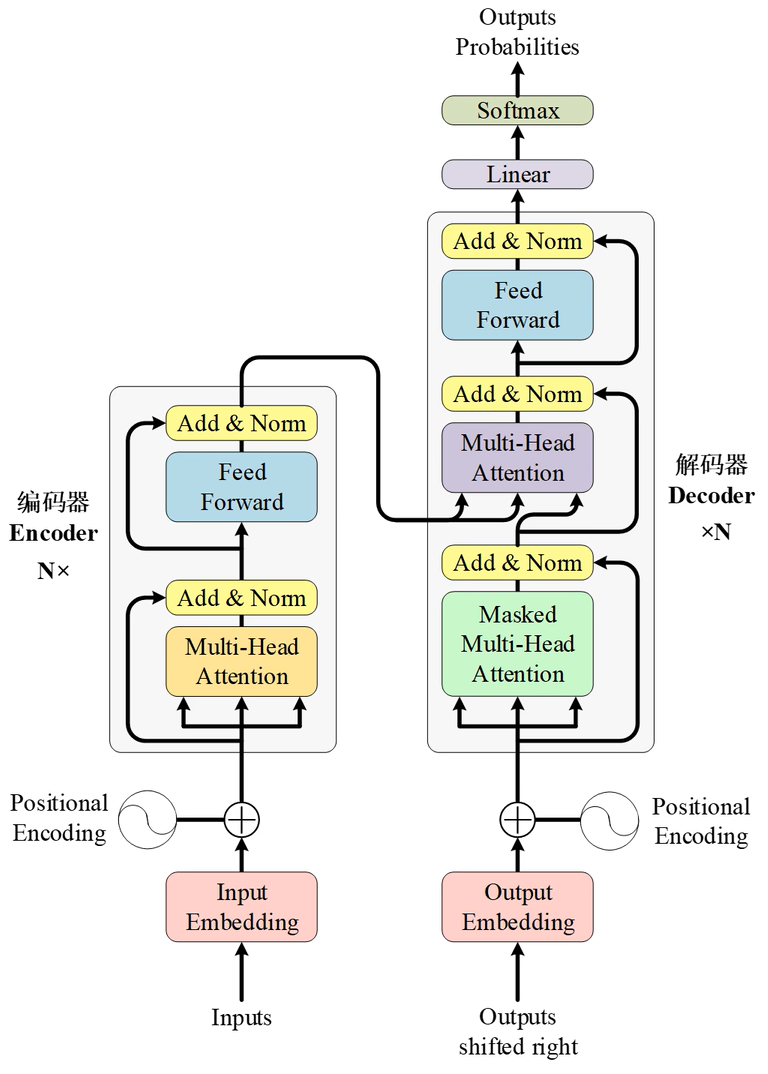 Outputs
Probabilities
Softmax
Linear
Add & Norm
Feed
Forward
Add & Norm
Multi-Head
Attention
Add & Norm
Masked
Multi-Head
Attention
解码器
Decoder
×N
Add & Norm
Feed
Forward
Add & Norm
Multi-Head
Attention
编码器
Encoder
N×
Positional
Encoding
Positional
Encoding
Input
Embedding
Output
Embedding
Inputs
Outputs
shifted right